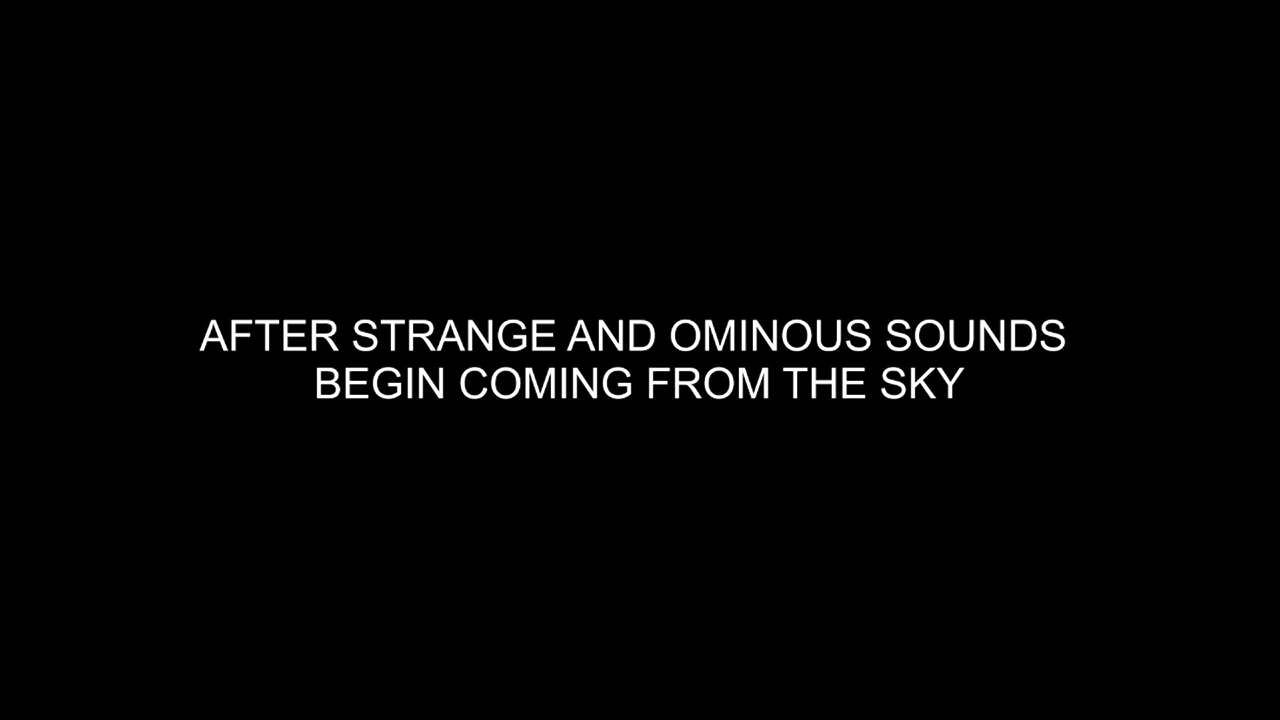 AFTER STRANGE AND OMINOUS SOUNDS
BEGIN COMING FROM THE SKY